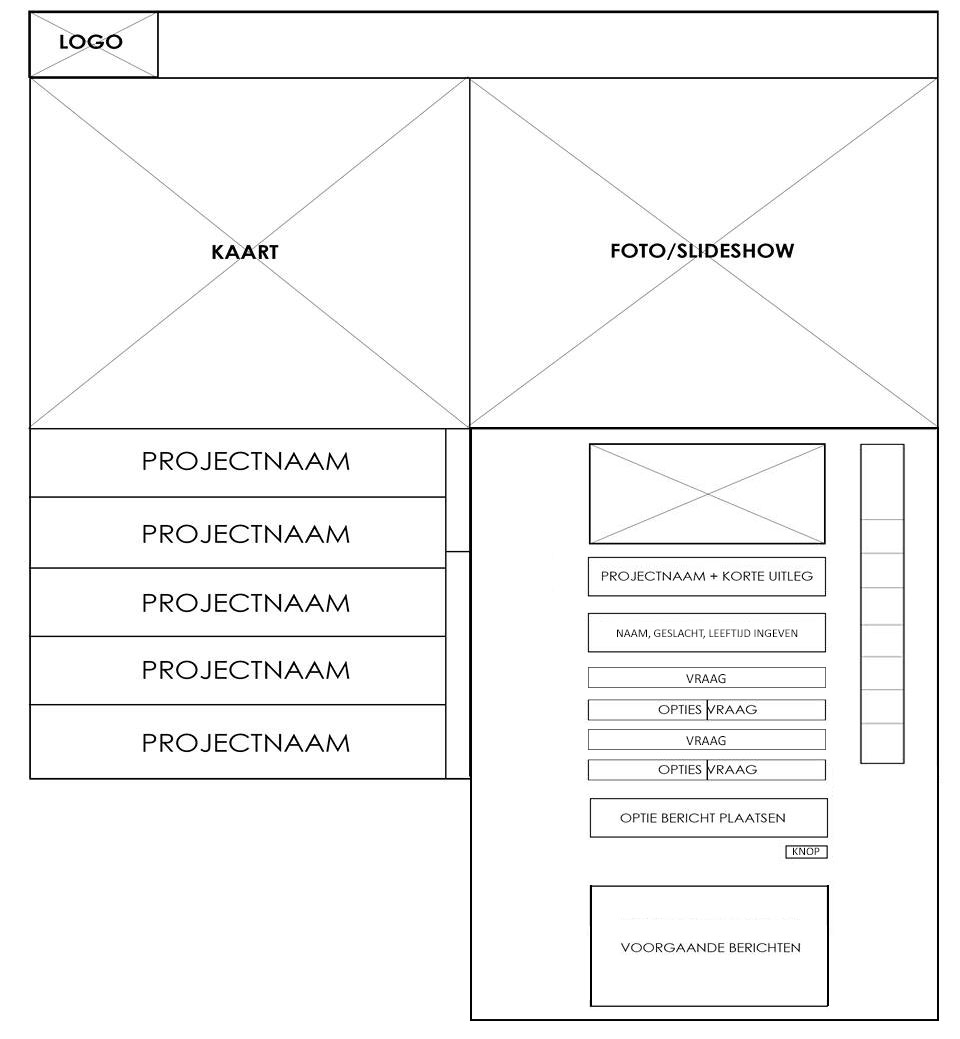 LOGO
KAART
FOTO/SLIDESHOW
PROJECTNAAM
PROJECTNAAM
PROJECTNAAM
PROJECTNAAM
PROJECTNAAM
PROJECTNAAM + KORTE UITLEG
NAAM, GESLACHT, LEEFTIJD INGEVEN
VRAAG
OPTIES VRAAG
VRAAG
OPTIES VRAAG
OPTIE BERICHT PLAATSEN
KNOP
VOORGAANDE BERICHTEN